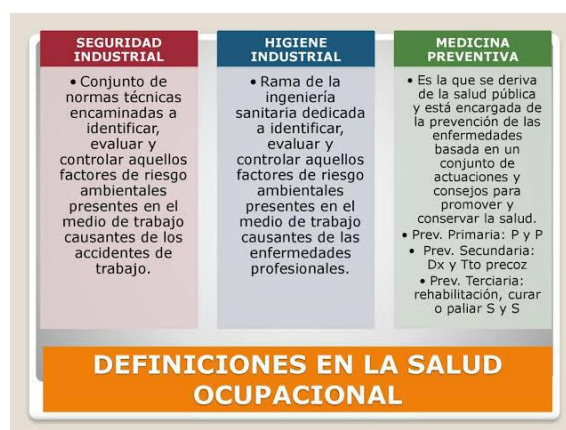 SEGURIDAD
INDUSTRIAL
• Conjunto de
normas técnicas
encaminadas a
identificar,
evaluar y
controlar aquellos
factores de riesgo
ambientales
presentes en el
medio de trabajo
causantes de los
accidentes de
trabajo.
HIGIENE
INDUSTRIAL
• Rama de la
ingeniería
sanitaria dedicada
a identificar,
evaluar y
controlar aquellos
factores de riesgo
ambientales
presentes en el
medio de trabajo
causantes de las
enfermedades
profesionales.
MEDICINA
PREVENTIVA
• Es la que se deriva
de la salud pública
y está encargada de
la prevención de las
enfermedades
basada en un
conjunto de
actuaciones y
consejos para
promover y
conservar la salud.
• Prev. Primaria: P y P
• Prev. Secundaria:
Dx y Tto precoz
• Prev. Terciaria:
rehabilitación, curar
o paliar S y S
DEFINICIONES EN LA SALUD
OCUPACIONAL